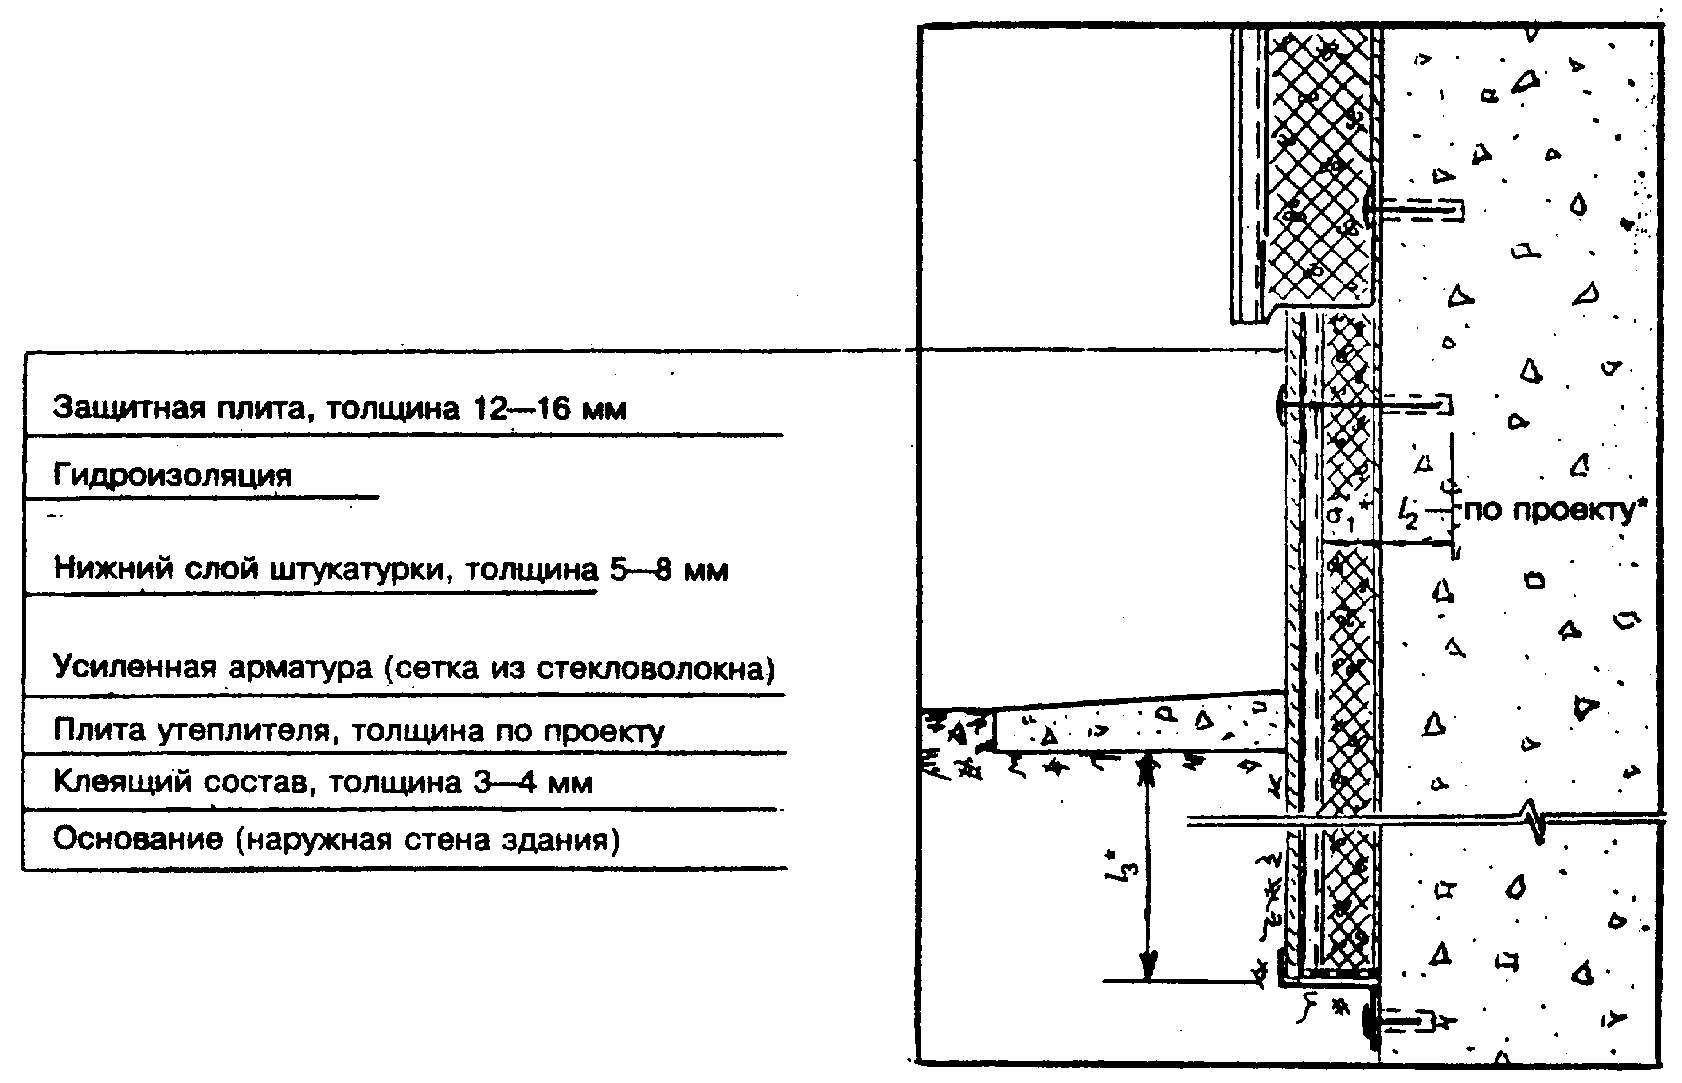 Защитная плита, толщина 12—16 мм
Гидроизоляция
Нижний слой штукатурки, толщина 5—8 мм
Усиленная арматура (сетка из стекловолокна)
Плита утеплителя, толщина по проекту
Клеящий состав, толщина 3—4 мм
Основание (наружная стена здания)
σ₁* L₂ — по проекту*
L₃*